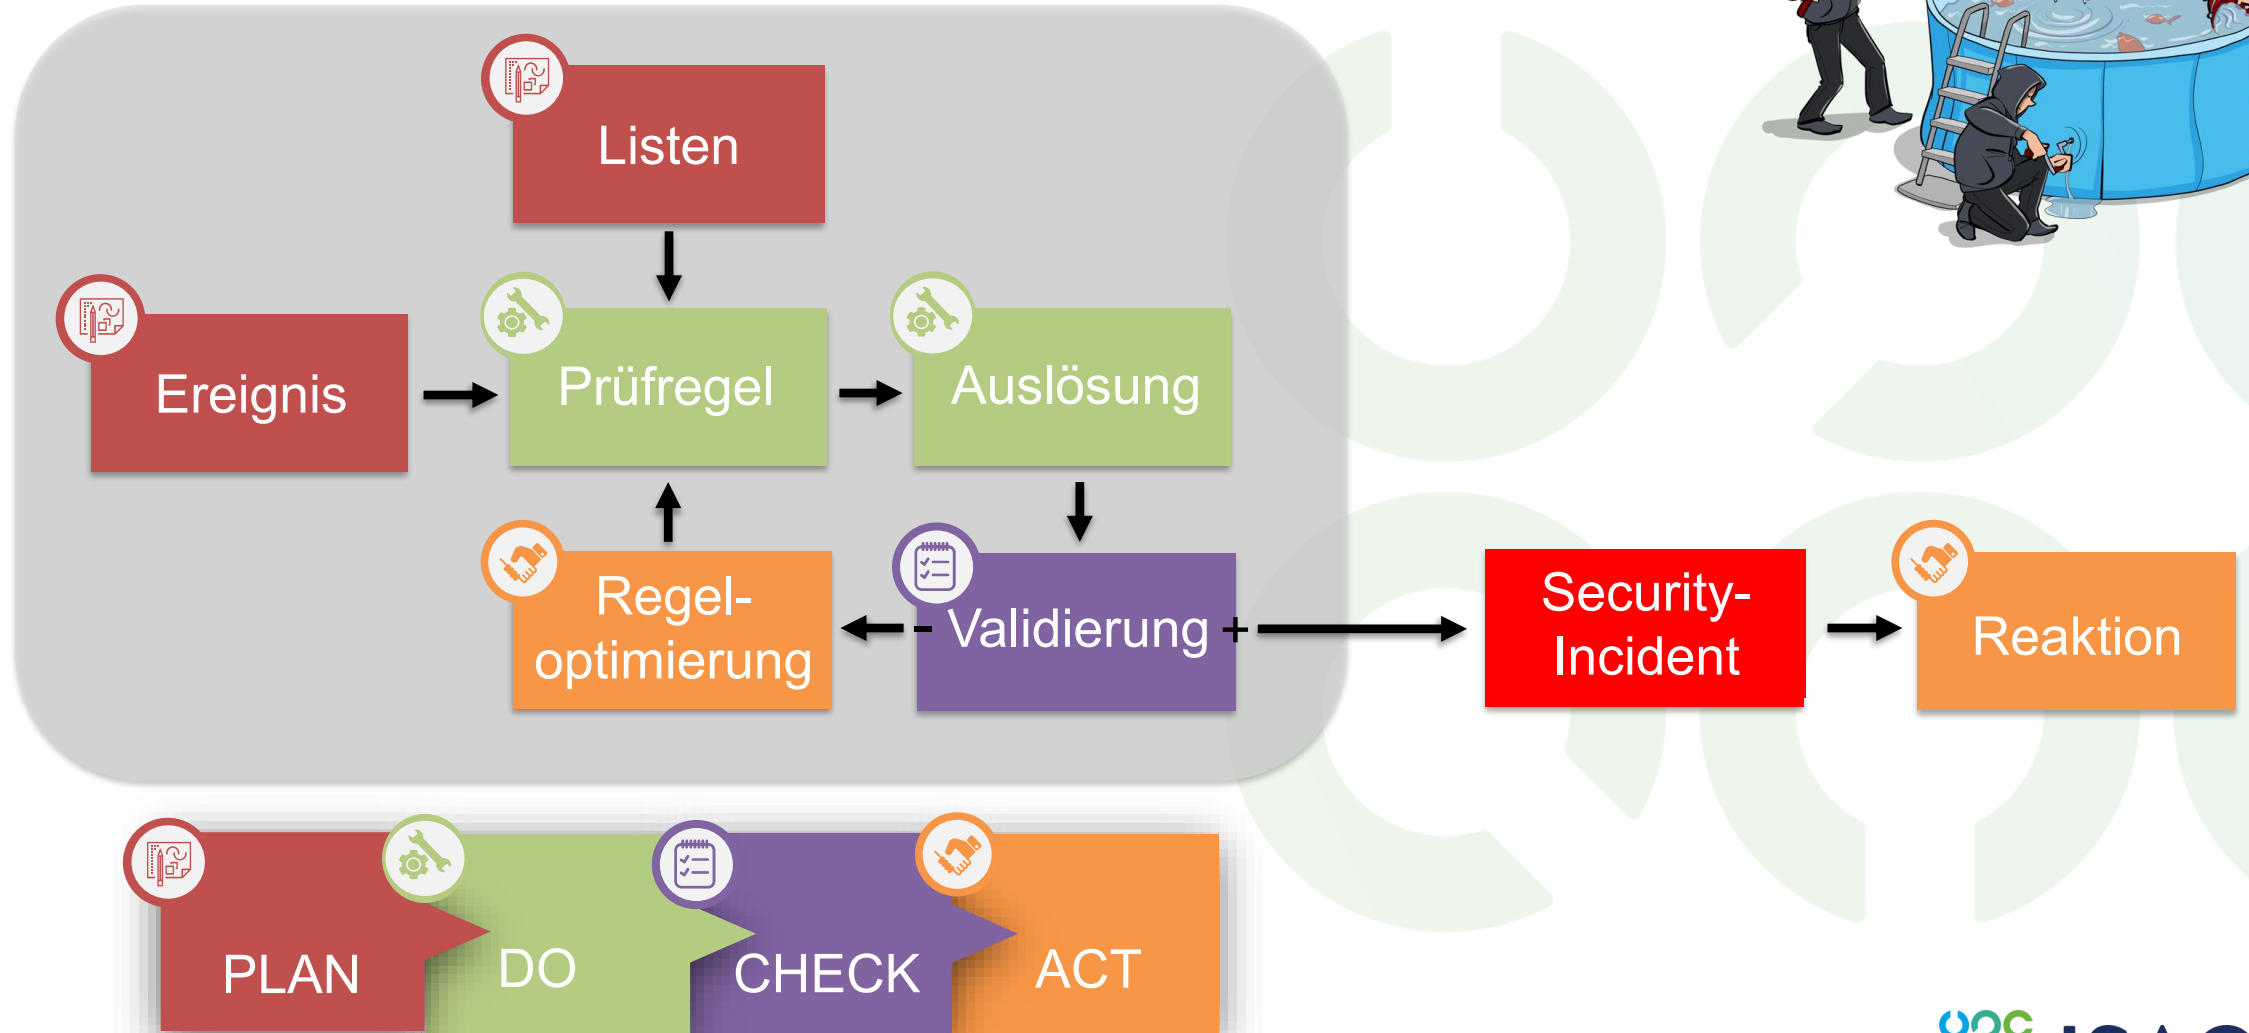 Listen
Ereignis
Prüfregel
Auslösung
Regel-
optimierung
- Validierung +
Security-
Incident
Reaktion
PLAN
DO
CHECK
ACT